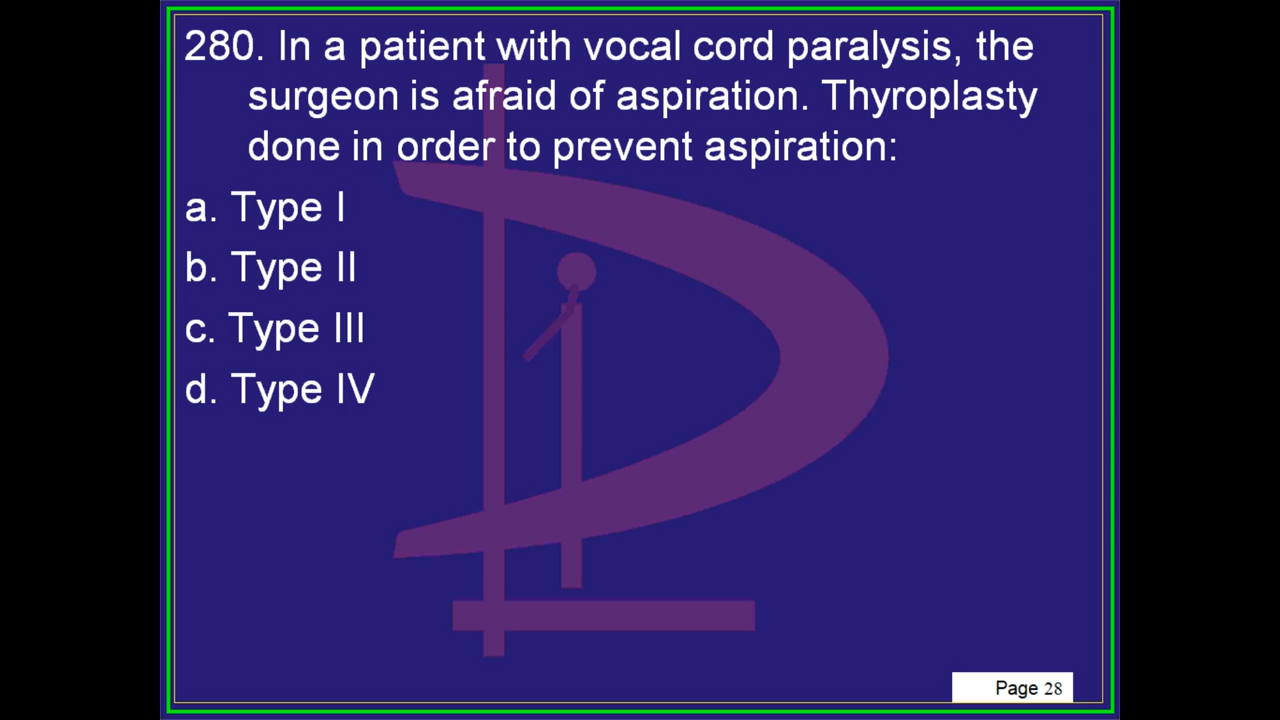 280. In a patient with vocal cord paralysis, the
surgeon is afraid of aspiration. Thyroplasty
done in order to prevent aspiration:
a. Type I
b. Type II
c. Type III
d. Type IV
Page 28